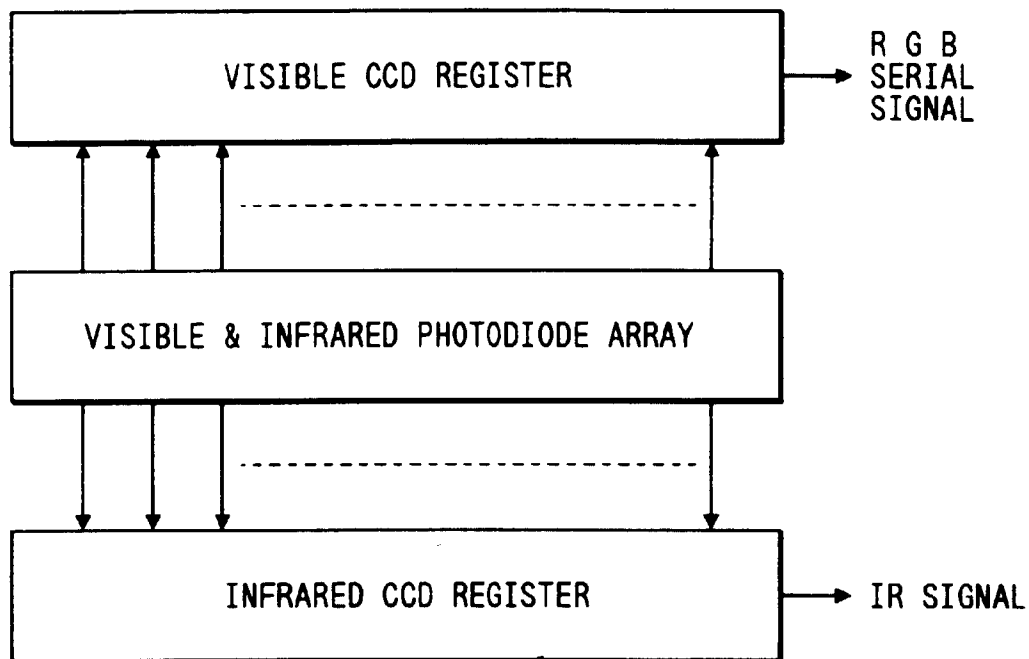 VISIBLE CCD REGISTER
R G B
SERIAL
SIGNAL
VISIBLE & INFRARED PHOTODIODE ARRAY
INFRARED CCD REGISTER
IR SIGNAL